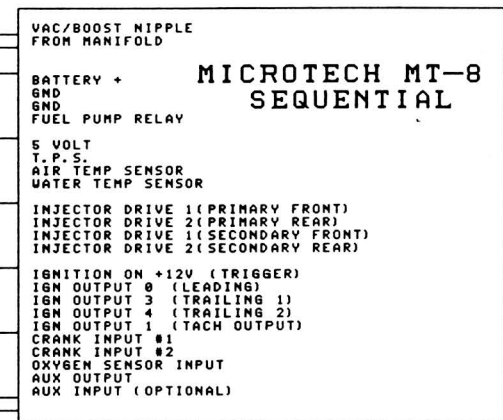 VAC/BOOST NIPPLE
FROM MANIFOLD
MICROTECH MT-8
SEQUENTIAL
BATTERY +
GND
GND
FUEL PUMP RELAY
5 VOLT
T.P.S.
AIR TEMP SENSOR
WATER TEMP SENSOR
INJECTOR DRIVE 1(PRIMARY FRONT)
INJECTOR DRIVE 2(PRIMARY REAR)
INJECTOR DRIVE 1(SECONDARY FRONT)
INJECTOR DRIVE 2(SECONDARY REAR)
IGNITION ON +12V (TRIGGER)
IGN OUTPUT 0 (LEADING)
IGN OUTPUT 3 (TRAILING 1)
IGN OUTPUT 4 (TRAILING 2)
IGN OUTPUT 1 (TACH OUTPUT)
CRANK INPUT #1
CRANK INPUT #2
OXYGEN SENSOR INPUT
AUX OUTPUT
AUX INPUT (OPTIONAL)